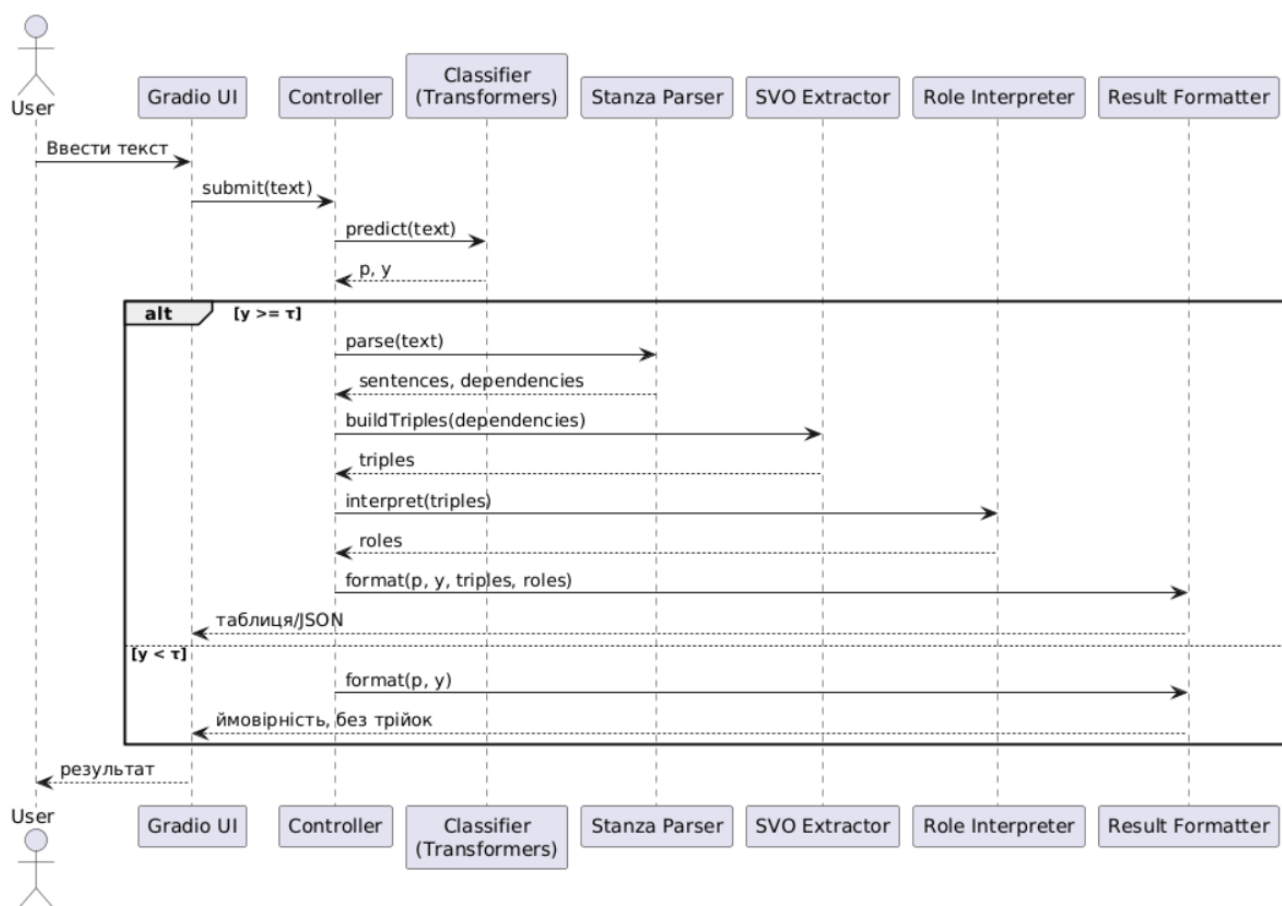 User
Gradio UI
Controller
Classifier
(Transformers)
Stanza Parser
SVO Extractor
Role Interpreter
Result Formatter
Ввести текст
submit(text)
predict(text)
p, y
alt
[y >= τ]
parse(text)
sentences, dependencies
buildTriples(dependencies)
triples
interpret(triples)
roles
format(p, y, triples, roles)
таблиця/JSON
[y < τ]
format(p, y)
ймовірність, без трійок
результат
User
Gradio UI
Controller
Classifier
(Transformers)
Stanza Parser
SVO Extractor
Role Interpreter
Result Formatter